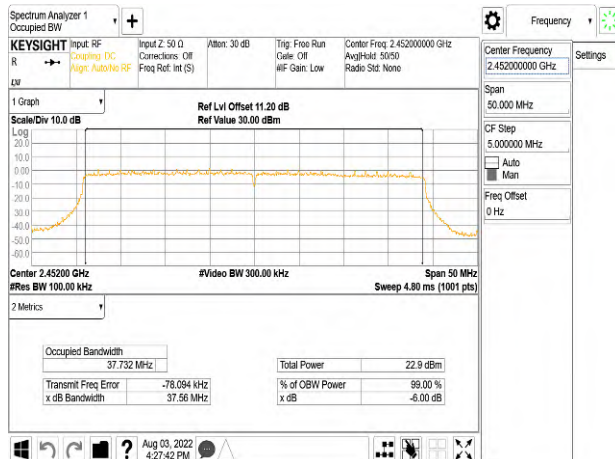 Spectrum Analyzer 1
Occupied BW
+
Frequency
KEYSIGHT
R
Input: RF
Coupling: DC
Align: Auto/No RF
Input Z: 50 Ω
Corrections: Off
Freq Ref: Int (S)
Atten: 30 dB
Trig: Free Run
Gate: Off
#IF Gain: Low
Center Freq: 2.452000000 GHz
Avg|Hold: 50/50
Radio Std: None
Center Frequency
2.452000000 GHz
Settings
Span
50.000 MHz
CF Step
5.000000 MHz
Auto
Man
Freq Offset
0 Hz
1 Graph
Scale/Div 10.0 dB
Ref Lvl Offset 11.20 dB
Ref Value 30.00 dBm
Log
20.0
10.0
0.00
-10.0
-20.0
-30.0
-40.0
-50.0
-60.0
Center 2.45200 GHz
#Res BW 100.00 kHz
#Video BW 300.00 kHz
Span 50 MHz
Sweep 4.80 ms (1001 pts)
2 Metrics
Occupied Bandwidth
37.732 MHz
Transmit Freq Error -78.094 kHz
x dB Bandwidth 37.56 MHz
Total Power 22.9 dBm
% of OBW Power 99.00 %
x dB -6.00 dB
?
Aug 03, 2022
4:27:42 PM